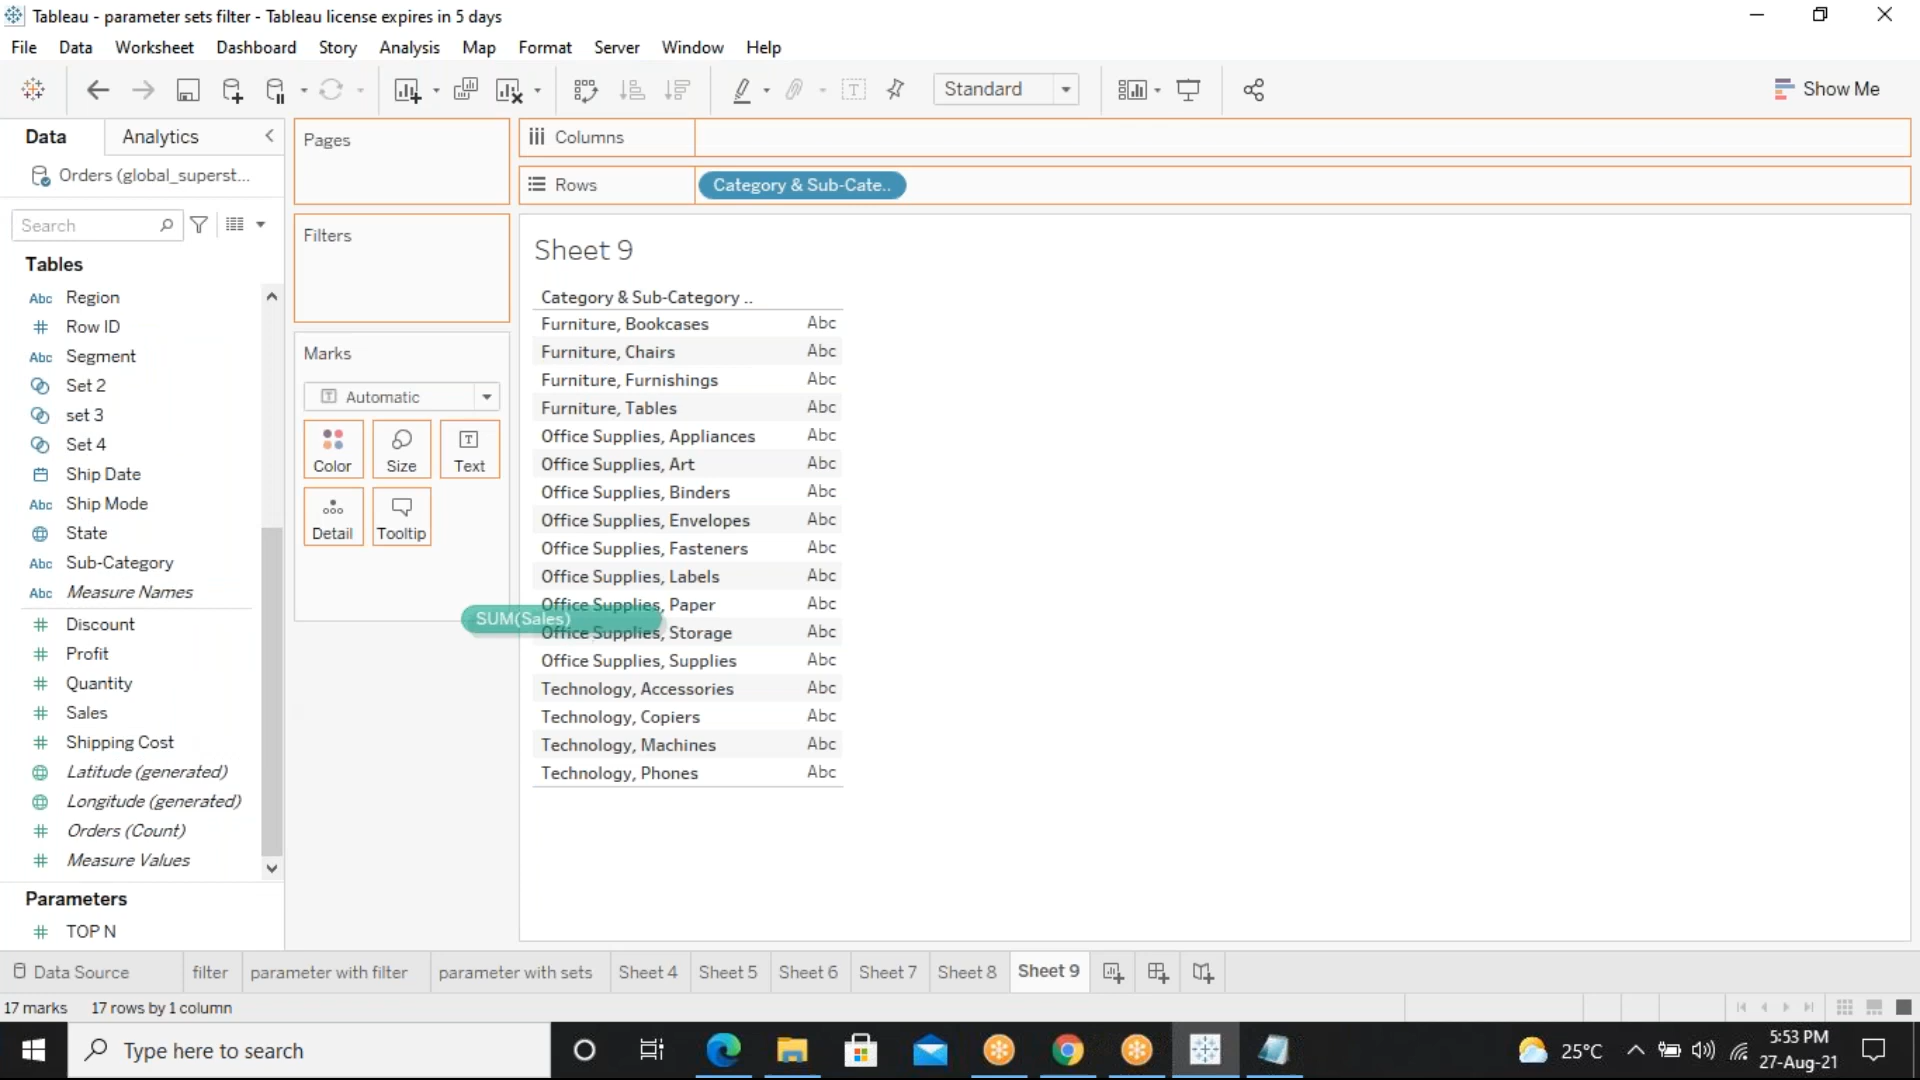 Tableau - parameter sets filter - Tableau license expires in 5 days
File Data Worksheet Dashboard Story Analysis Map Format Server Window Help
Standard
Show Me
Data Analytics
Orders (global_superst...
Search
Tables
Abc Region
Row ID
Abc Segment
Set 2
set 3
Set 4
Ship Date
Abc Ship Mode
State
Abc Sub-Category
Abc Measure Names
Discount
Profit
Quantity
Sales
Shipping Cost
Latitude (generated)
Longitude (generated)
Orders (Count)
Measure Values
Parameters
TOP N
Pages
Filters
Marks
Automatic
Color Size Text
Detail Tooltip
SUM(Sales)
Columns
Rows Category & Sub-Cate..
Sheet 9
Category & Sub-Category ..
Furniture, Bookcases Abc
Furniture, Chairs Abc
Furniture, Furnishings Abc
Furniture, Tables Abc
Office Supplies, Appliances Abc
Office Supplies, Art Abc
Office Supplies, Binders Abc
Office Supplies, Envelopes Abc
Office Supplies, Fasteners Abc
Office Supplies, Labels Abc
Office Supplies, Paper Abc
Office Supplies, Storage Abc
Office Supplies, Supplies Abc
Technology, Accessories Abc
Technology, Copiers Abc
Technology, Machines Abc
Technology, Phones Abc
Data Source filter parameter with filter parameter with sets Sheet 4 Sheet 5 Sheet 6 Sheet 7 Sheet 8 Sheet 9
17 marks 17 rows by 1 column
Type here to search
25°C
5:53 PM
27-Aug-21